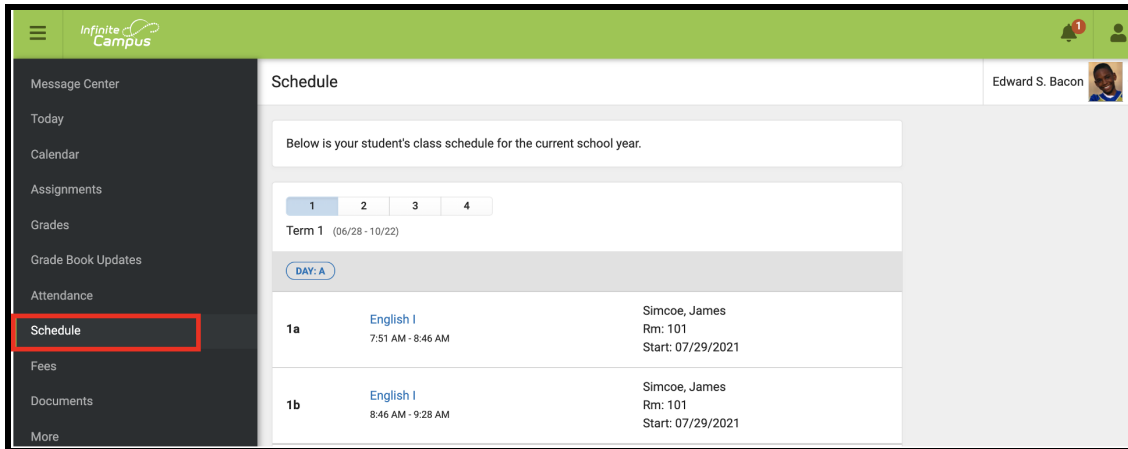 Infinite
Campus
1
Message Center
Today
Calendar
Assignments
Grades
Grade Book Updates
Attendance
Schedule
Fees
Documents
More
Schedule
Edward S. Bacon
Below is your student's class schedule for the current school year.
1 2 3 4
Term 1 (06/28 - 10/22)
DAY: A
1a
English I
7:51 AM - 8:46 AM
Simcoe, James
Rm: 101
Start: 07/29/2021
1b
English I
8:46 AM - 9:28 AM
Simcoe, James
Rm: 101
Start: 07/29/2021